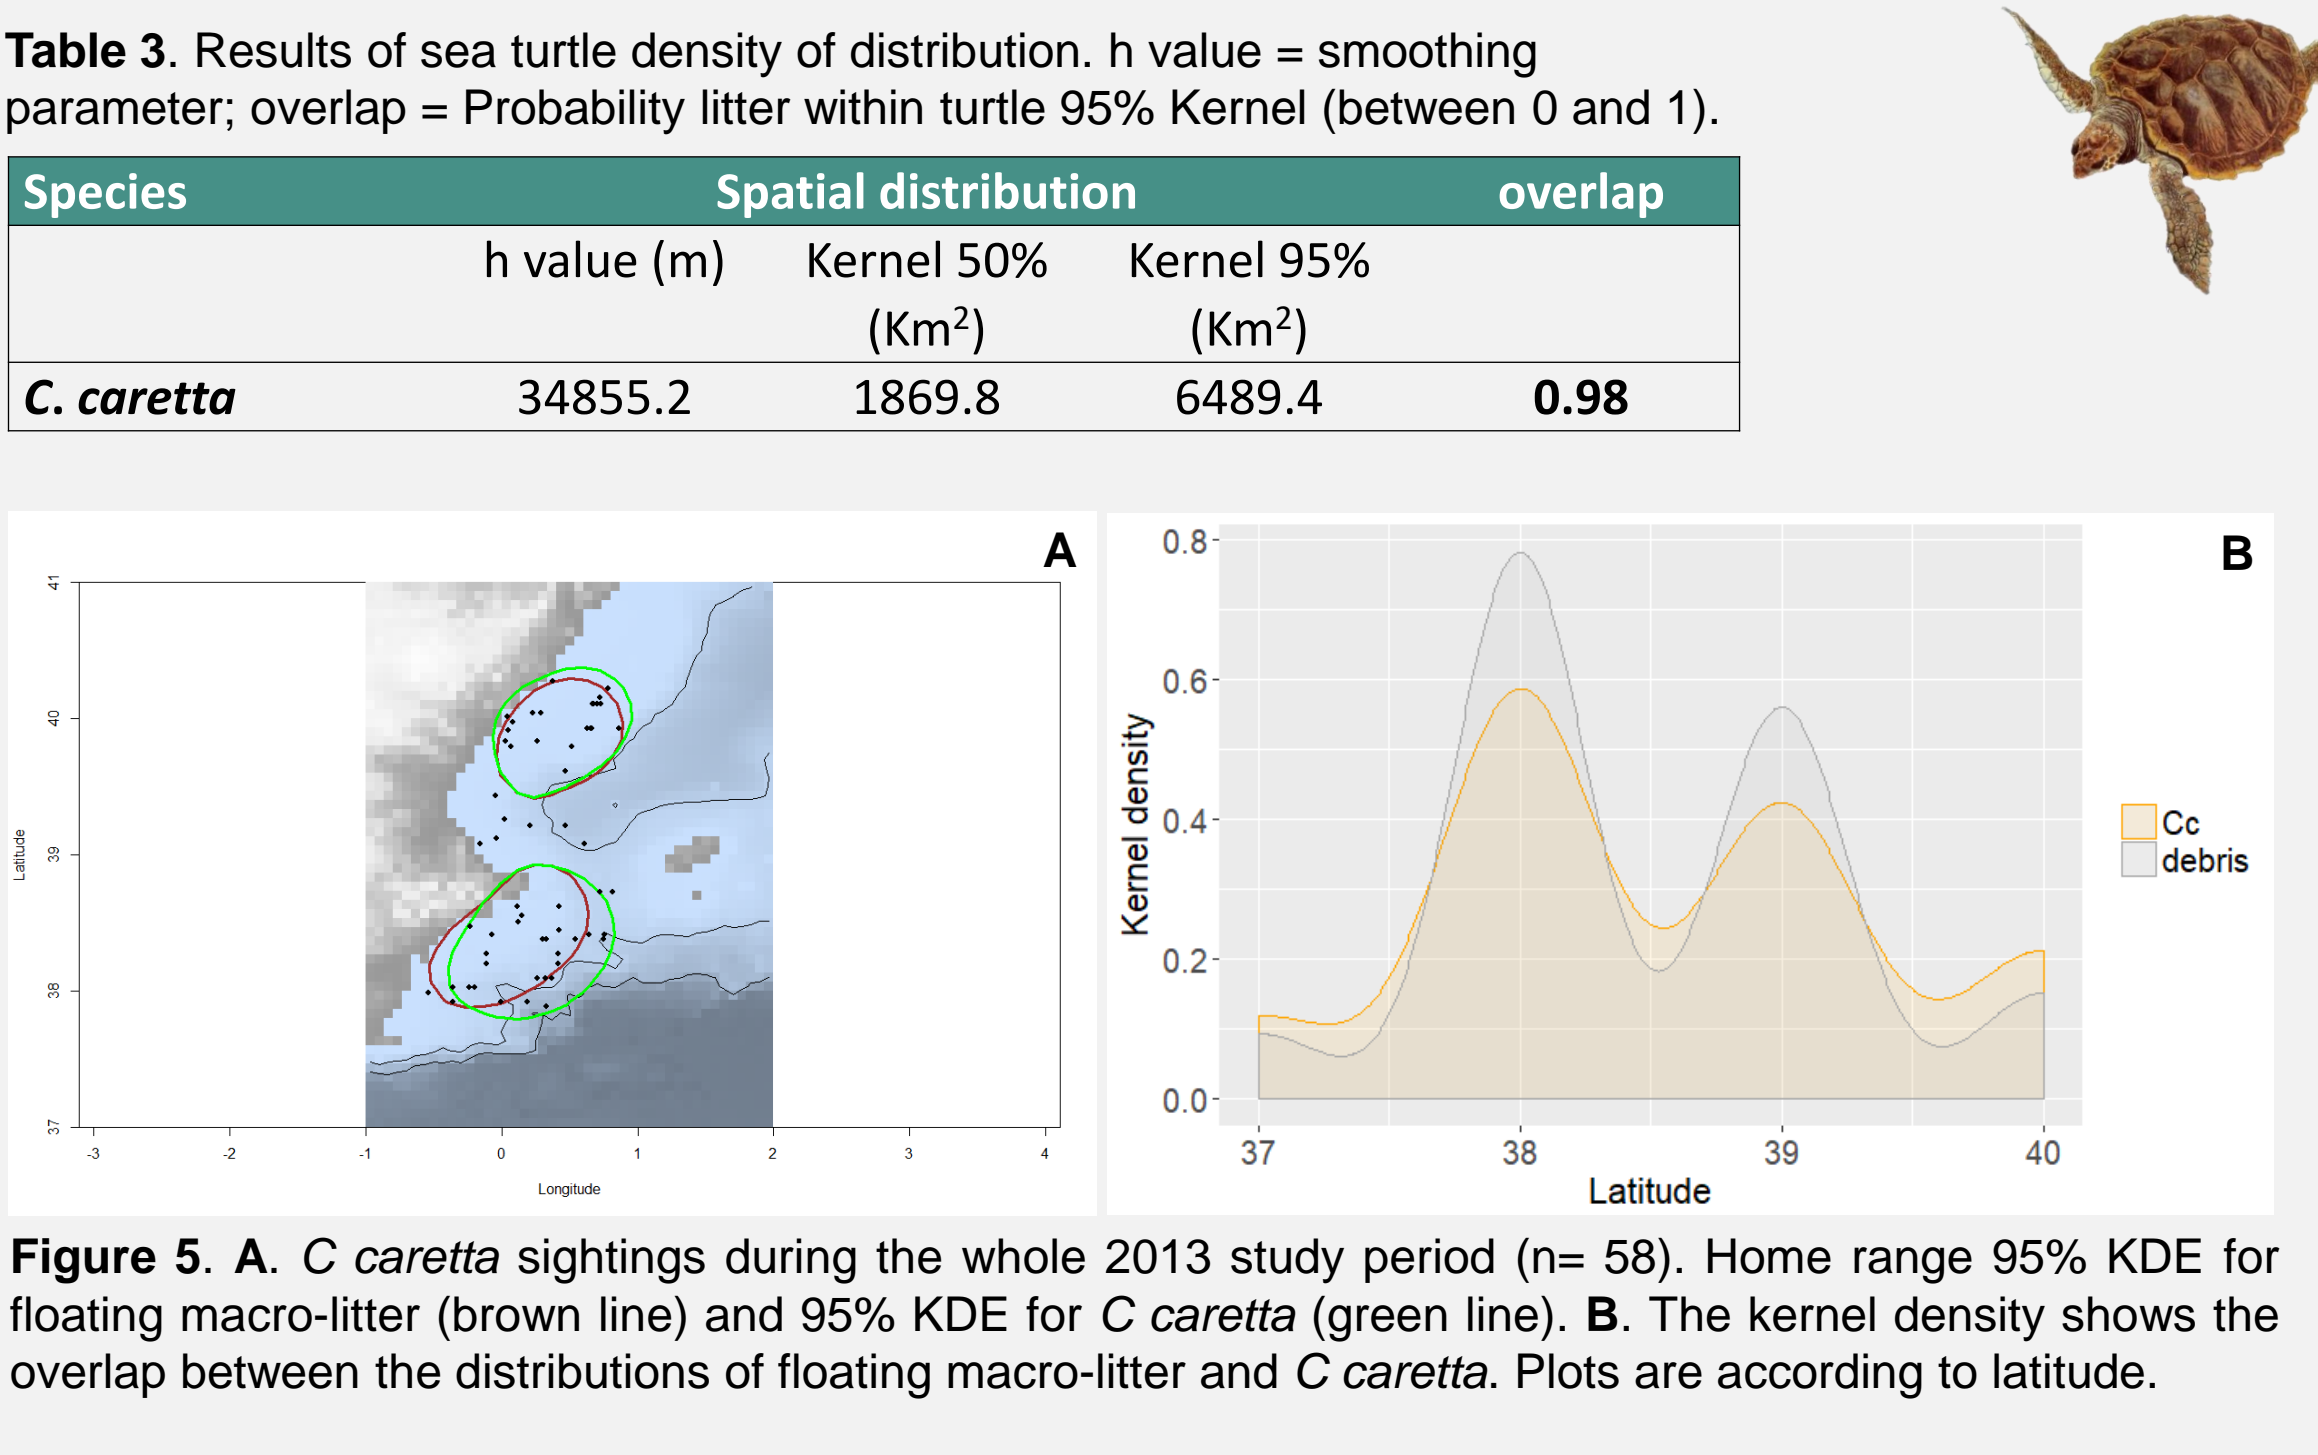 Table 3. Results of sea turtle density of distribution. h value = smoothing
parameter; overlap = Probability litter within turtle 95% Kernel (between 0 and 1).
Species Spatial distribution overlap
h value (m) Kernel 50% Kernel 95%
(Km²) (Km²)
C. caretta 34855.2 1869.8 6489.4 0.98
A
41
40
39
38
37
Latitude
-3 -2 -1 0 1 2 3 4
Longitude
B
0.8
0.6
0.4
0.2
0.0
Kernel density
37 38 39 40
Latitude
Cc
debris
Figure 5. A. C caretta sightings during the whole 2013 study period (n= 58). Home range 95% KDE for
floating macro-litter (brown line) and 95% KDE for C caretta (green line). B. The kernel density shows the
overlap between the distributions of floating macro-litter and C caretta. Plots are according to latitude.